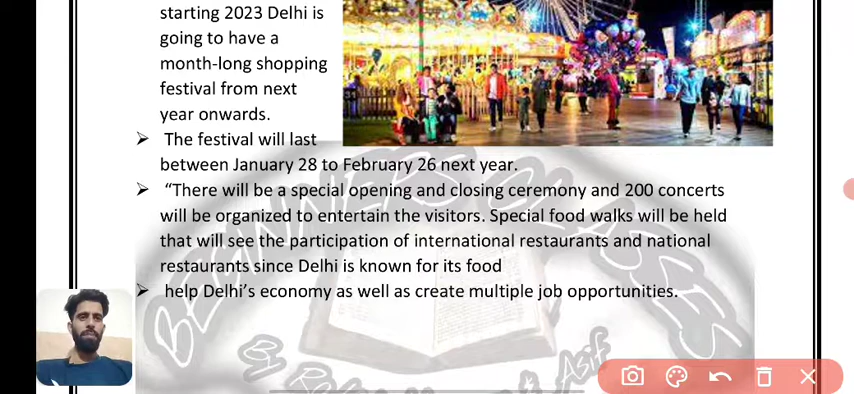 starting 2023 Delhi is
going to have a
month-long shopping
festival from next
year onwards.
➢ The festival will last
between January 28 to February 26 next year.
➢ “There will be a special opening and closing ceremony and 200 concerts
will be organized to entertain the visitors. Special food walks will be held
that will see the participation of international restaurants and national
restaurants since Delhi is known for its food
➢ help Delhi’s economy as well as create multiple job opportunities.
BEGINNERS CLASSES
Asif